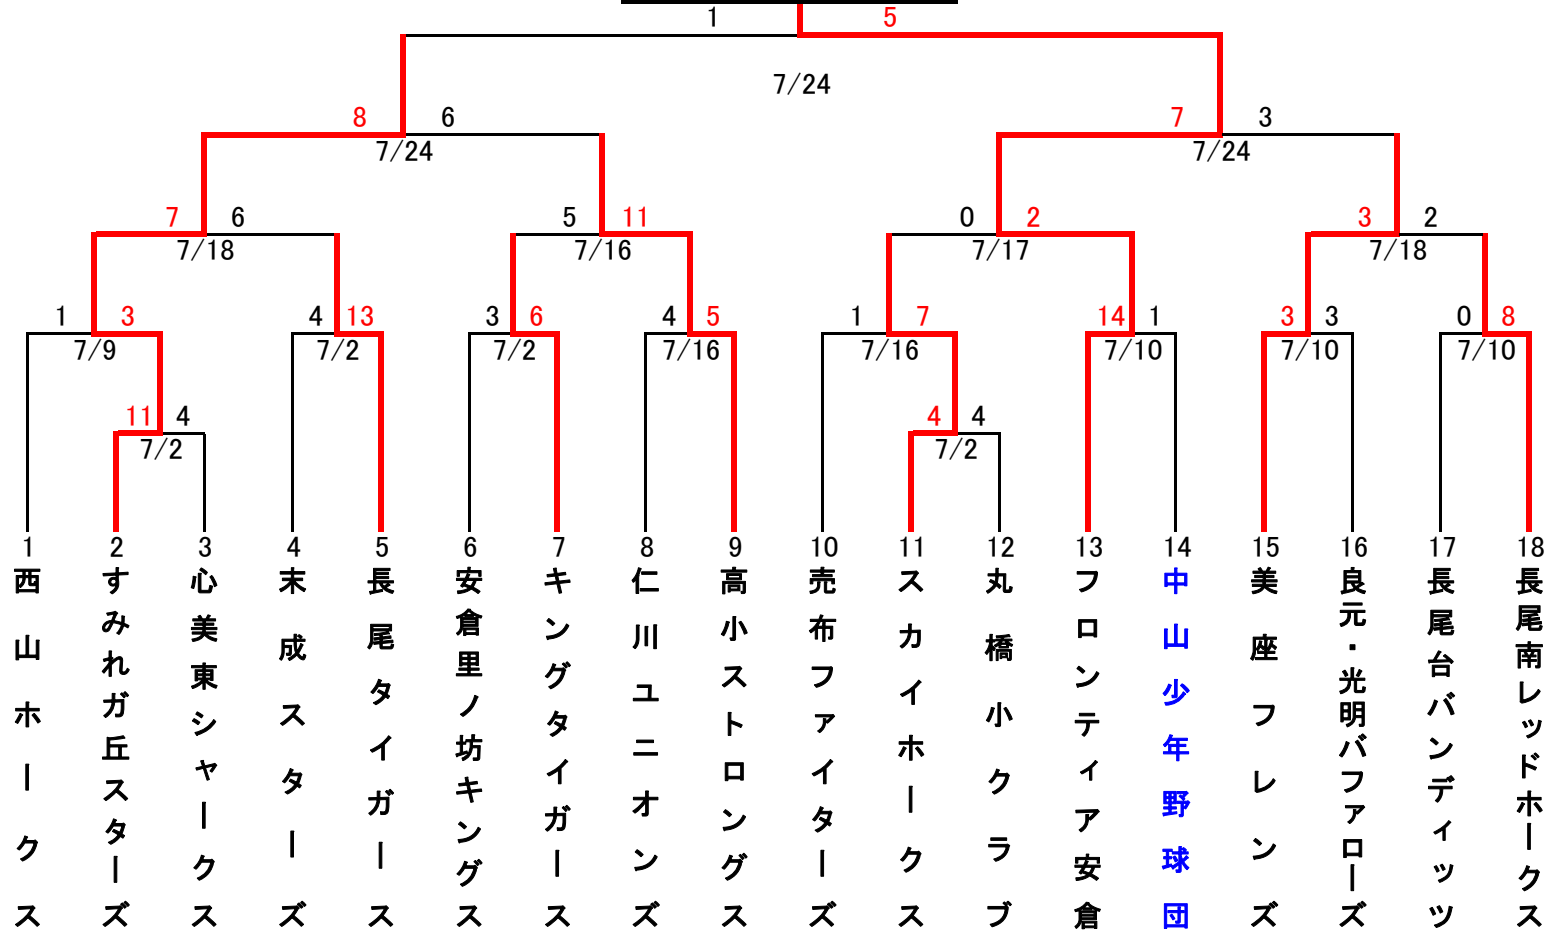 1 5
7/24
8 6 7 3
7/24 7/24
7 6 5 11 0 2 3 2
7/18 7/16 7/17 7/18
1 3 4 13 3 6 4 5 1 7 14 1 3 3 0 8
7/9 7/2 7/2 7/16 7/16 7/10 7/10 7/10
11 4 4 4
7/2 7/2
1 2 3 4 5 6 7 8 9 10 11 12 13 14 15 16 17 18
西山ホークス
すみれガ丘スターズ
心美東シャークス
末成スターズ
長尾タイガース
安倉里ノ坊キングス
キングタイガース
仁川ユニオンズ
高小ストロングス
売布ファイターズ
スカイホークス
丸橋小クラブ
フロンティア安倉
中山少年野球団
美座フレンズ
良元・光明バファローズ
長尾台バンディッツ
長尾南レッドホークス